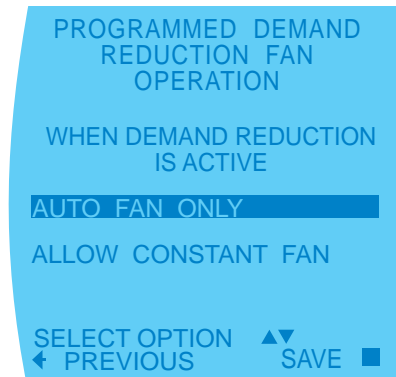 PROGRAMMED DEMAND
REDUCTION FAN
OPERATION
WHEN DEMAND REDUCTION
IS ACTIVE
AUTO FAN ONLY
ALLOW CONSTANT FAN
SELECT OPTION ▲▼
← PREVIOUS SAVE ■